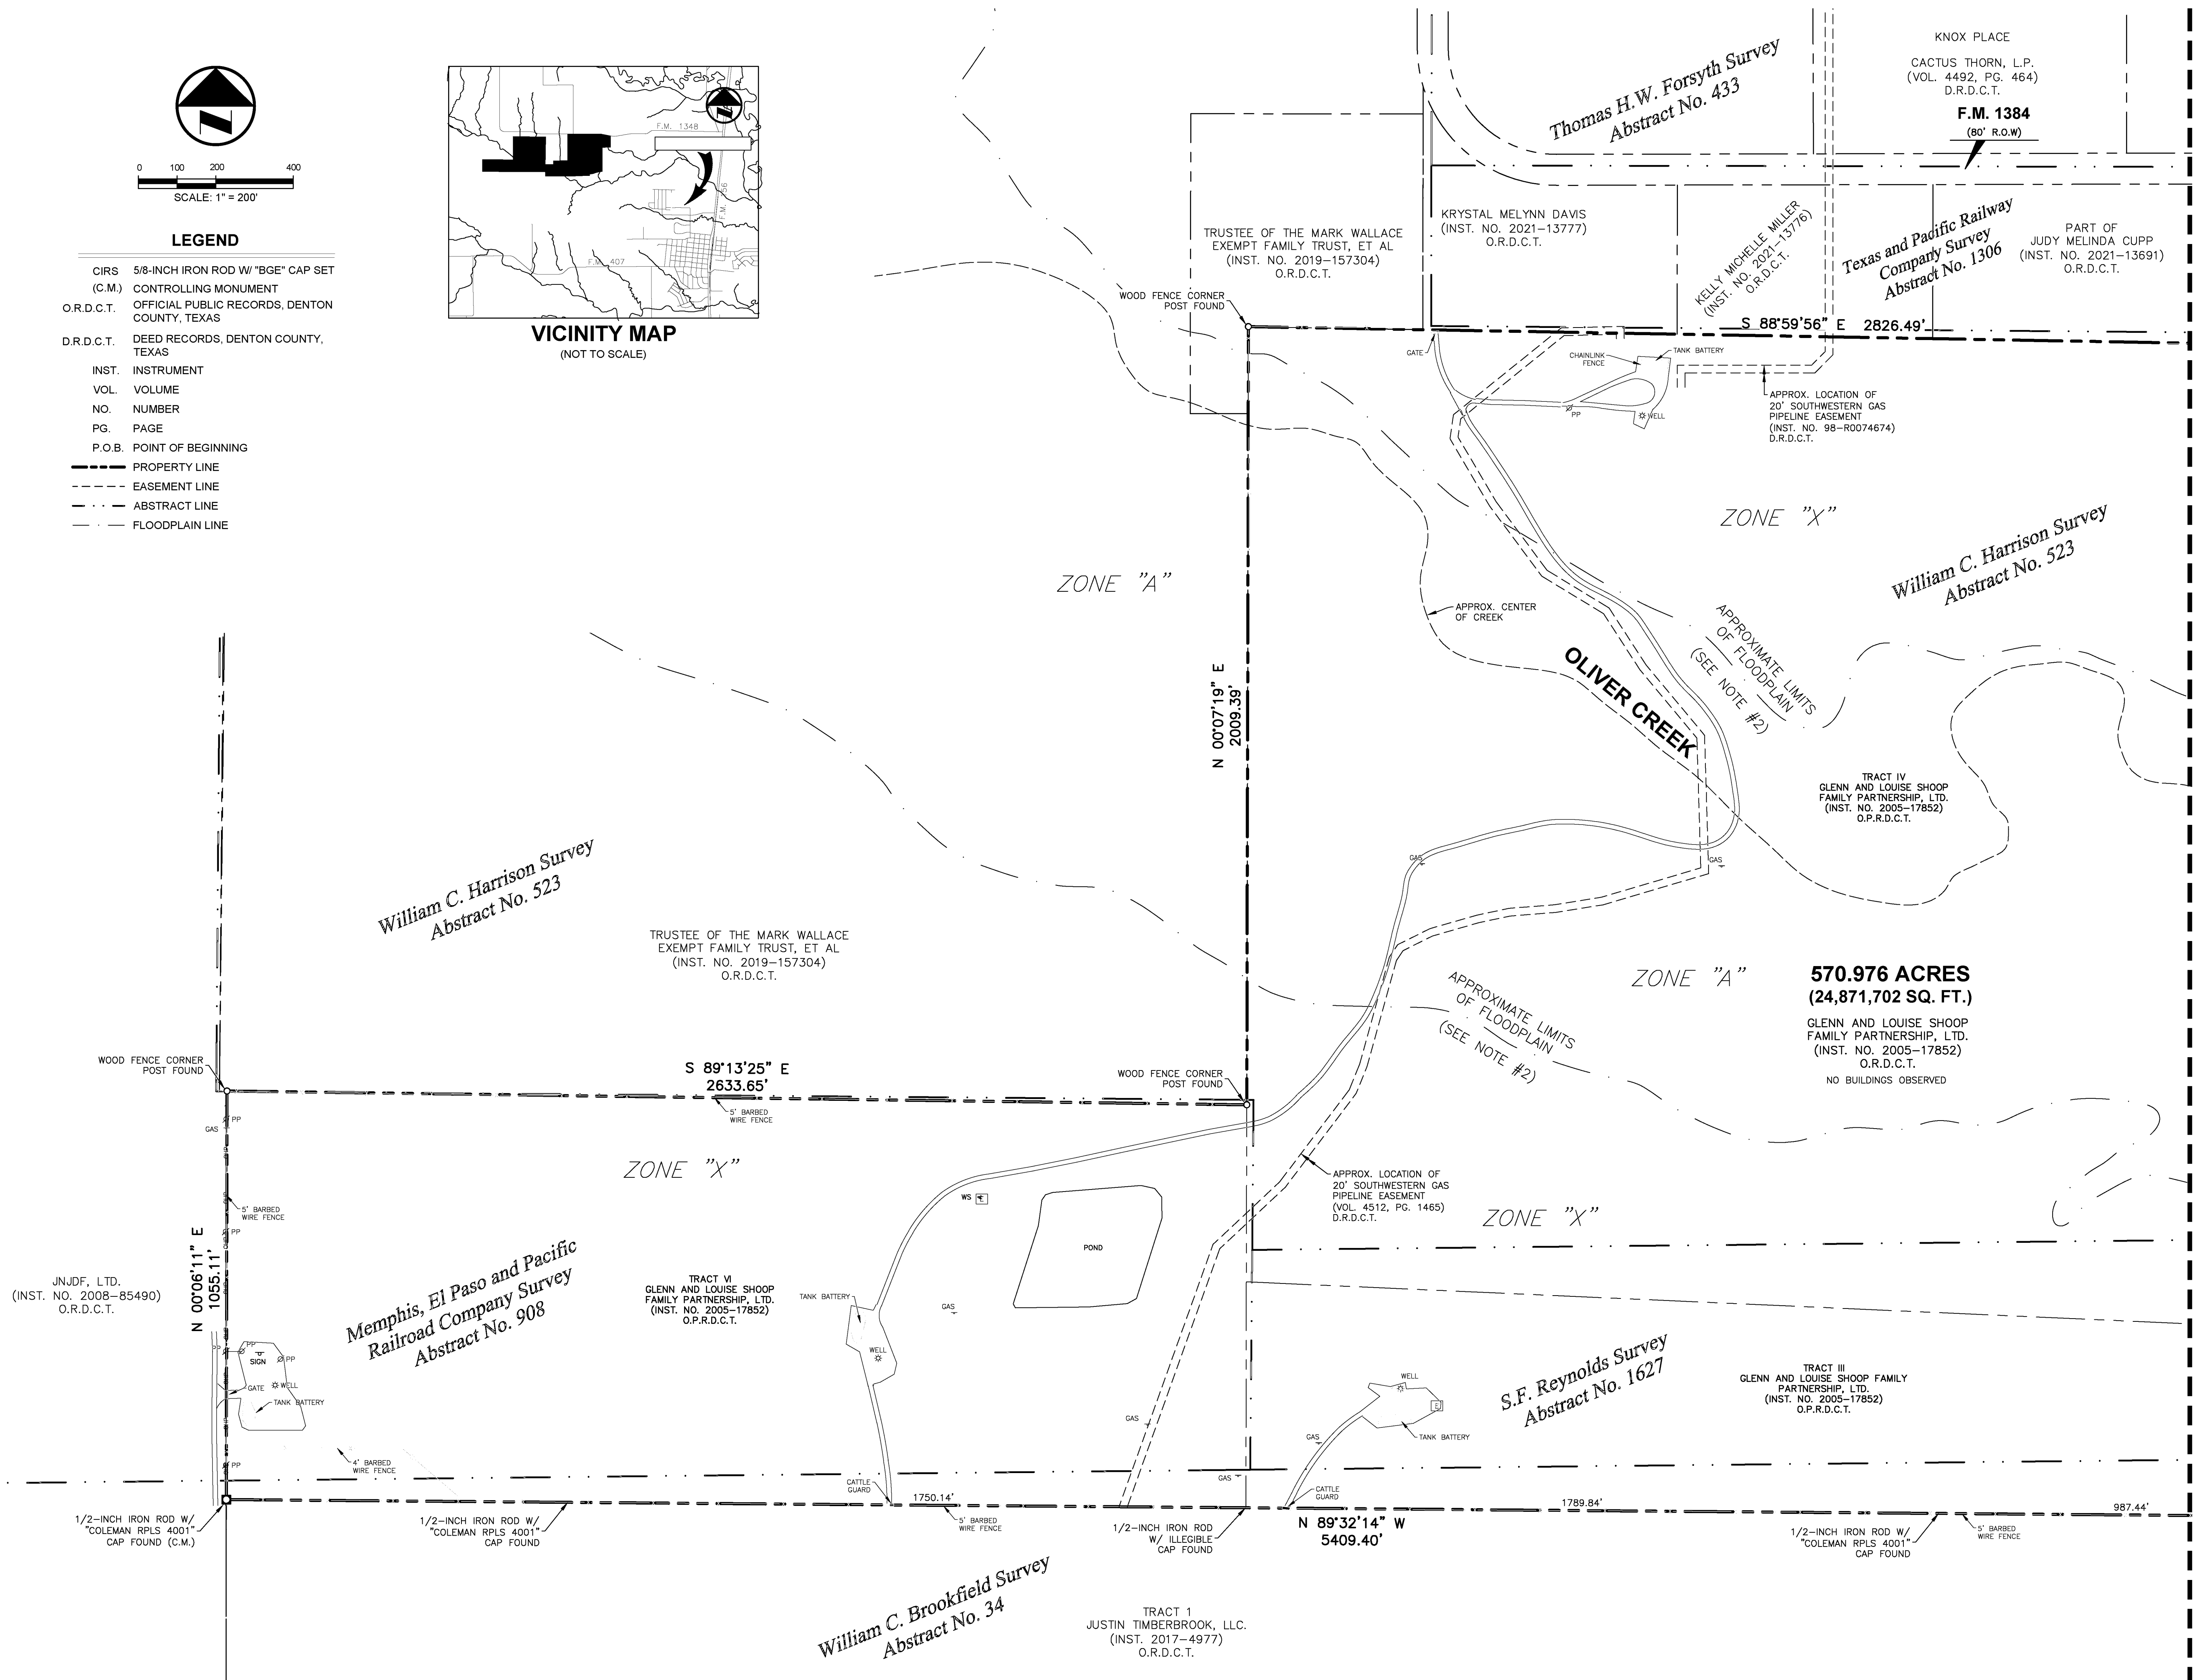 0 100 200 400
SCALE: 1" = 200'
LEGEND
CIRS 5/8-INCH IRON ROD W/ "BGE" CAP SET
(C.M.) CONTROLLING MONUMENT
O.R.D.C.T. OFFICIAL PUBLIC RECORDS, DENTON
COUNTY, TEXAS
D.R.D.C.T. DEED RECORDS, DENTON COUNTY,
TEXAS
INST. INSTRUMENT
VOL. VOLUME
NO. NUMBER
PG. PAGE
P.O.B. POINT OF BEGINNING
PROPERTY LINE
EASEMENT LINE
ABSTRACT LINE
FLOODPLAIN LINE
F.M. 1348
F.M. 407
VICINITY MAP
(NOT TO SCALE)
Thomas H.W. Forsyth Survey
Abstract No. 433
KNOX PLACE
CACTUS THORN, L.P.
(VOL. 4492, PG. 464)
D.R.D.C.T.
F.M. 1384
(80' R.O.W)
TRUSTEE OF THE MARK WALLACE
EXEMPT FAMILY TRUST, ET AL
(INST. NO. 2019-157304)
O.R.D.C.T.
KRYSTAL MELYNN DAVIS
(INST. NO. 2021-13777)
O.R.D.C.T.
KELLY MICHELLE MILLER
(INST. NO. 2021-13776)
O.R.D.C.T.
Texas and Pacific Railway
Company Survey
Abstract No. 1306
PART OF
JUDY MELINDA CUPP
(INST. NO. 2021-13691)
O.R.D.C.T.
WOOD FENCE CORNER
POST FOUND
S 88°59'56" E 2826.49'
GATE
CHAINLINK
FENCE
TANK BATTERY
PP
WELL
APPROX. LOCATION OF
20' SOUTHWESTERN GAS
PIPELINE EASEMENT
(INST. NO. 98-R0074674)
D.R.D.C.T.
ZONE "X"
William C. Harrison Survey
Abstract No. 523
ZONE "A"
APPROX. CENTER
OF CREEK
OLIVER CREEK
APPROXIMATE LIMITS
OF FLOODPLAIN
(SEE NOTE #2)
N 00°07'19" E
2009.39'
TRACT IV
GLENN AND LOUISE SHOOP
FAMILY PARTNERSHIP, LTD.
(INST. NO. 2005-17852)
O.P.R.D.C.T.
GAS
GAS
William C. Harrison Survey
Abstract No. 523
TRUSTEE OF THE MARK WALLACE
EXEMPT FAMILY TRUST, ET AL
(INST. NO. 2019-157304)
O.R.D.C.T.
ZONE "A"
570.976 ACRES
(24,871,702 SQ. FT.)
GLENN AND LOUISE SHOOP
FAMILY PARTNERSHIP, LTD.
(INST. NO. 2005-17852)
O.R.D.C.T.
NO BUILDINGS OBSERVED
APPROXIMATE LIMITS
OF FLOODPLAIN
(SEE NOTE #2)
WOOD FENCE CORNER
POST FOUND
S 89°13'25" E
2633.65'
5' BARBED
WIRE FENCE
WOOD FENCE CORNER
POST FOUND
PP
GAS
ZONE "X"
5' BARBED
WIRE FENCE
PP
WS E
POND
APPROX. LOCATION OF
20' SOUTHWESTERN GAS
PIPELINE EASEMENT
(VOL. 4512, PG. 1465)
D.R.D.C.T.
ZONE "X"
JNJDF, LTD.
(INST. NO. 2008-85490)
O.R.D.C.T.
N 00°06'11" E
1055.11'
Memphis, El Paso and Pacific
Railroad Company Survey
Abstract No. 908
TRACT VI
GLENN AND LOUISE SHOOP
FAMILY PARTNERSHIP, LTD.
(INST. NO. 2005-17852)
O.P.R.D.C.T.
TANK BATTERY
WELL
GAS
PP
SIGN
PP
GATE
WELL
TANK BATTERY
S.F. Reynolds Survey
Abstract No. 1627
TRACT III
GLENN AND LOUISE SHOOP FAMILY
PARTNERSHIP, LTD.
(INST. NO. 2005-17852)
O.P.R.D.C.T.
WELL
E
TANK BATTERY
GAS
GAS
4' BARBED
WIRE FENCE
PP
CATTLE
GUARD
GAS
CATTLE
GUARD
1750.14'
1789.84'
987.44'
1/2-INCH IRON ROD W/
"COLEMAN RPLS 4001"
CAP FOUND (C.M.)
1/2-INCH IRON ROD W/
"COLEMAN RPLS 4001"
CAP FOUND
5' BARBED
WIRE FENCE
1/2-INCH IRON ROD
W/ ILLEGIBLE
CAP FOUND
N 89°32'14" W
5409.40'
1/2-INCH IRON ROD W/
"COLEMAN RPLS 4001"
CAP FOUND
5' BARBED
WIRE FENCE
William C. Brookfield Survey
Abstract No. 34
TRACT 1
JUSTIN TIMBERBROOK, LLC.
(INST. 2017-4977)
O.R.D.C.T.